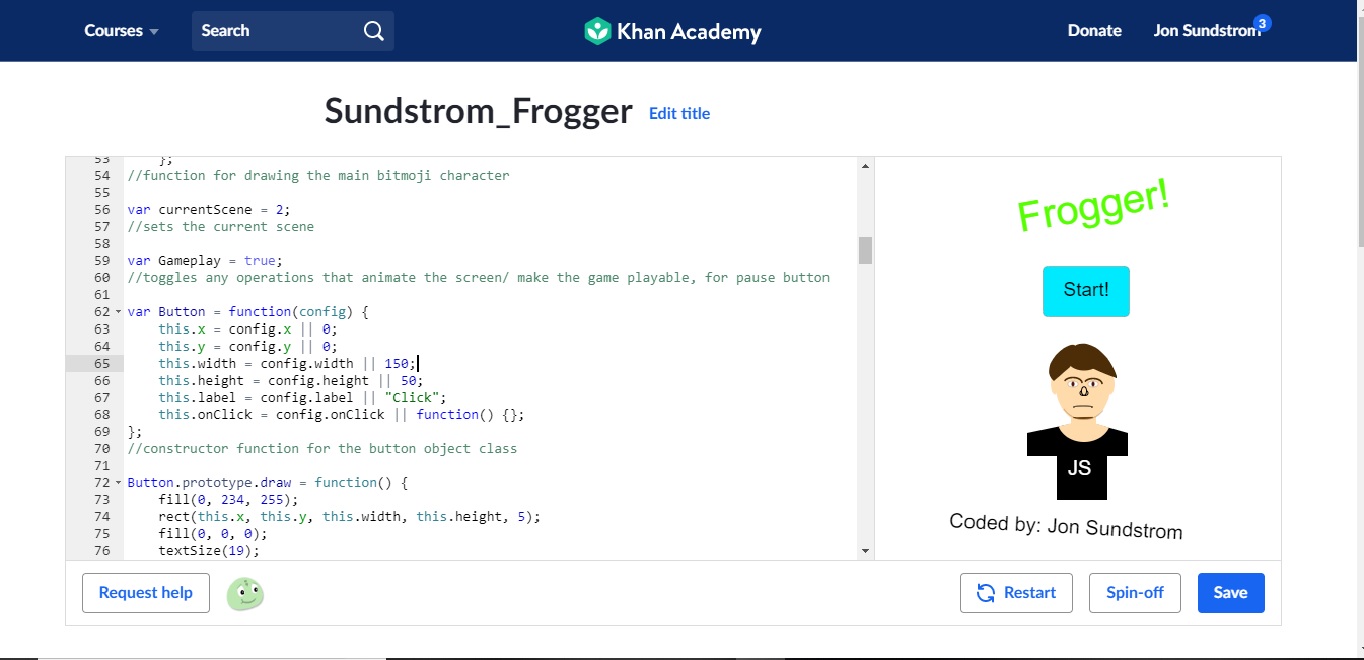 Courses
Search
Khan Academy
Donate
Jon Sundstrom
3
Sundstrom_Frogger
Edit title
53     };
54 //function for drawing the main bitmoji character
55
56 var currentScene = 2;
57 //sets the current scene
58
59 var Gameplay = true;
60 //toggles any operations that animate the screen/ make the game playable, for pause button
61
62 var Button = function(config) {
63     this.x = config.x || 0;
64     this.y = config.y || 0;
65     this.width = config.width || 150;
66     this.height = config.height || 50;
67     this.label = config.label || "Click";
68     this.onClick = config.onClick || function() {};
69 };
70 //constructor function for the button object class
71
72 Button.prototype.draw = function() {
73     fill(0, 234, 255);
74     rect(this.x, this.y, this.width, this.height, 5);
75     fill(0, 0, 0);
76     textSize(19);
Frogger!
Start!
JS
Coded by: Jon Sundstrom
Request help
Restart
Spin-off
Save